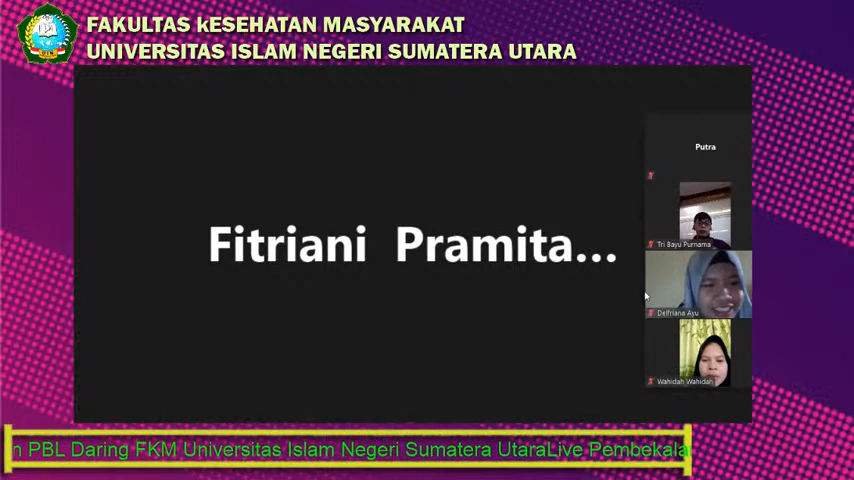 FAKULTAS kESEHATAN MASYARAKAT
UNIVERSITAS ISLAM NEGERI SUMATERA UTARA
Putra
Fitriani Pramita...
Tri Bayu Purnama
Delfriana Ayu
Wahidah Wahidah
n PBL Daring FKM Universitas Islam Negeri Sumatera UtaraLive Pembekala